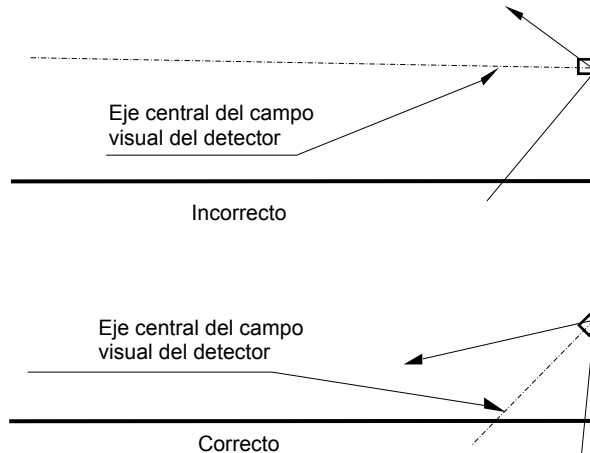 Eje central del campo
visual del detector
Incorrecto
Eje central del campo
visual del detector
Correcto